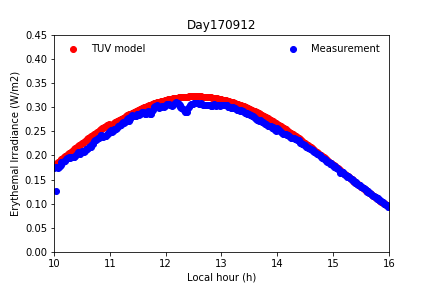 Day170912
TUV model
Measurement
0.45
0.40
0.35
0.30
0.25
0.20
0.15
0.10
0.05
0.00
Erythemal Irradiance (W/m2)
10 11 12 13 14 15 16
Local hour (h)